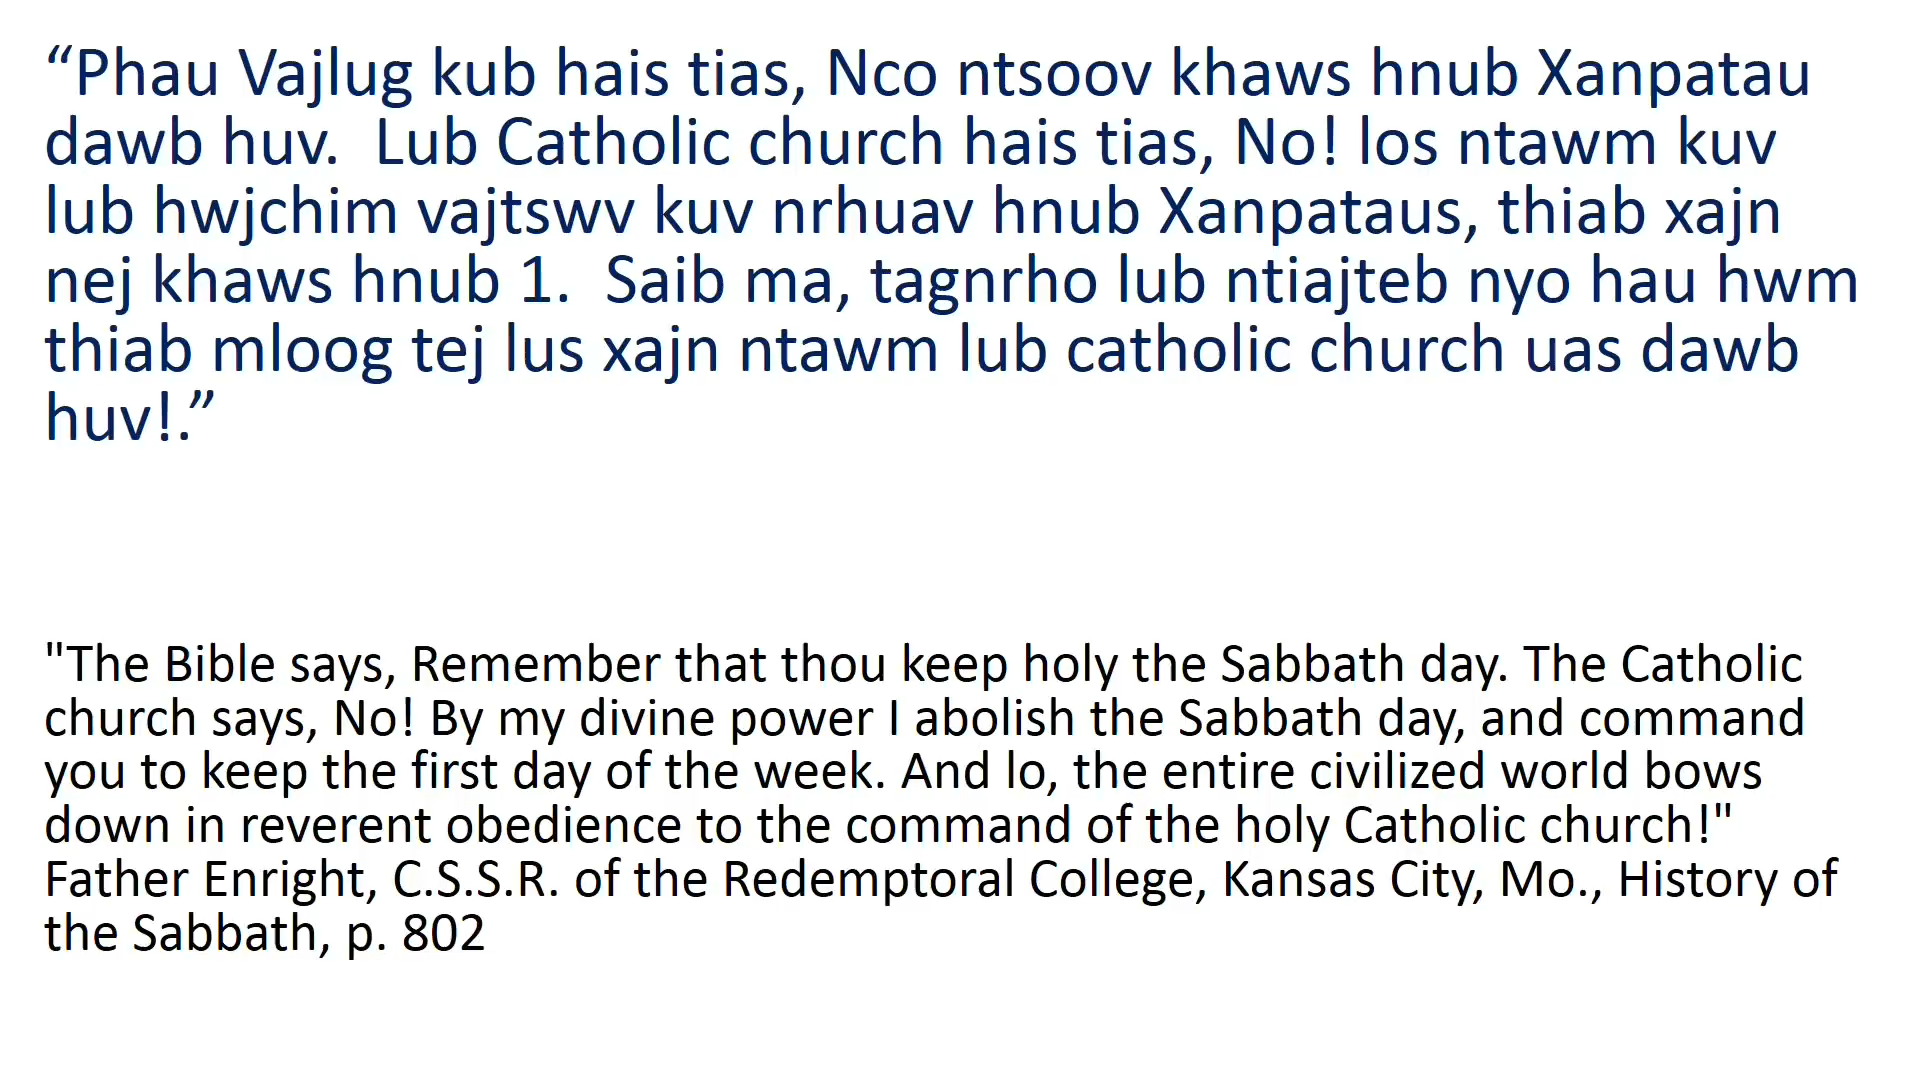 “Phau Vajlug kub hais tias, Nco ntsoov khaws hnub Xanpatau
dawb huv.  Lub Catholic church hais tias, No! los ntawm kuv
lub hwjchim vajtswv kuv nrhuav hnub Xanpataus, thiab xajn
nej khaws hnub 1.  Saib ma, tagnrho lub ntiajteb nyo hau hwm
thiab mloog tej lus xajn ntawm lub catholic church uas dawb
huv!.”
"The Bible says, Remember that thou keep holy the Sabbath day. The Catholic
church says, No! By my divine power I abolish the Sabbath day, and command
you to keep the first day of the week. And lo, the entire civilized world bows
down in reverent obedience to the command of the holy Catholic church!"
Father Enright, C.S.S.R. of the Redemptoral College, Kansas City, Mo., History of
the Sabbath, p. 802